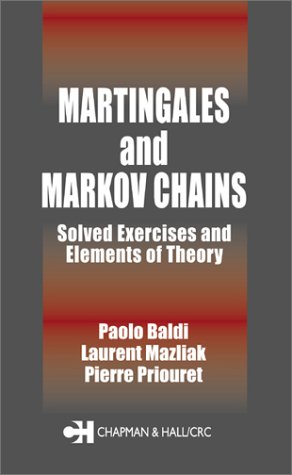 MARTINGALES
and
MARKOV CHAINS
Solved Exercises and
Elements of Theory
Paolo Baldi
Laurent Mazliak
Pierre Priouret
CH CHAPMAN & HALL/CRC